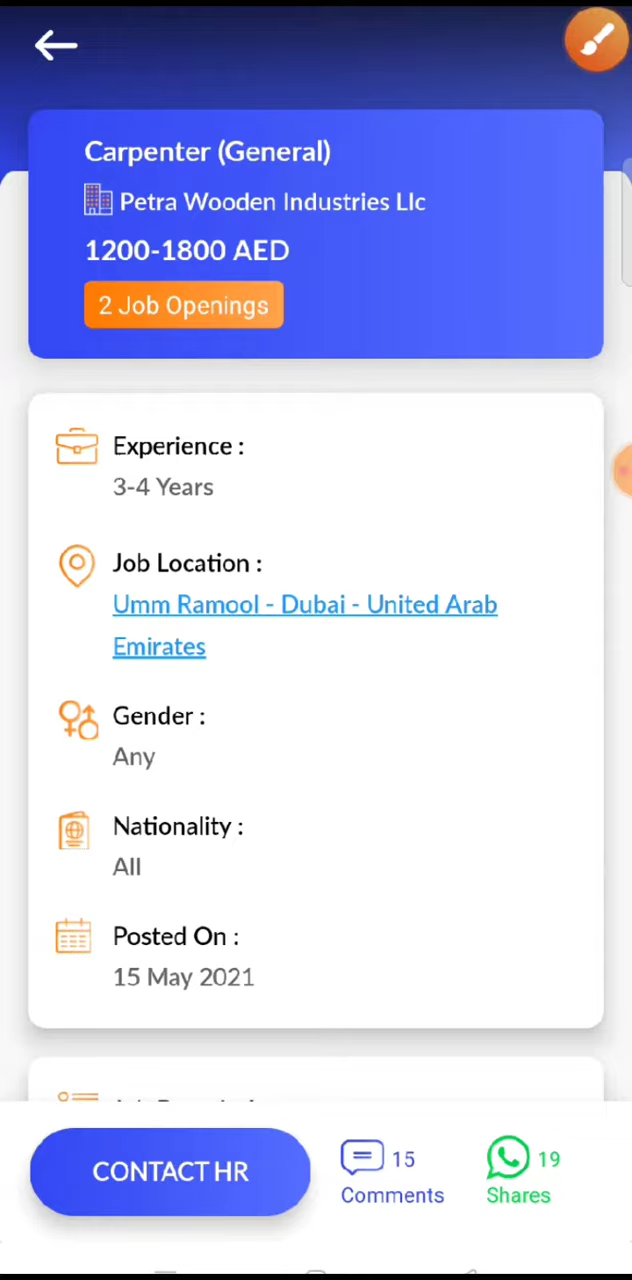 Carpenter (General)
Petra Wooden Industries Llc
1200-1800 AED
2 Job Openings
Experience :
3-4 Years
Job Location :
Umm Ramool - Dubai - United Arab
Emirates
Gender :
Any
Nationality :
All
Posted On :
15 May 2021
CONTACT HR
15
Comments
19
Shares